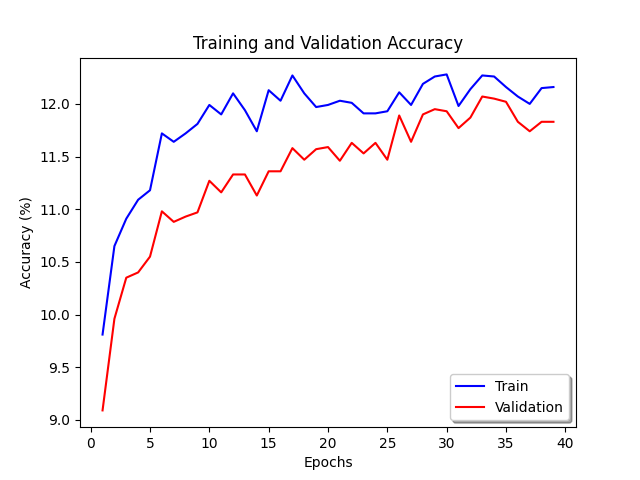 Training and Validation Accuracy
Accuracy (%)
12.0
11.5
11.0
10.5
10.0
9.5
9.0
0 5 10 15 20 25 30 35 40
Epochs
Train
Validation